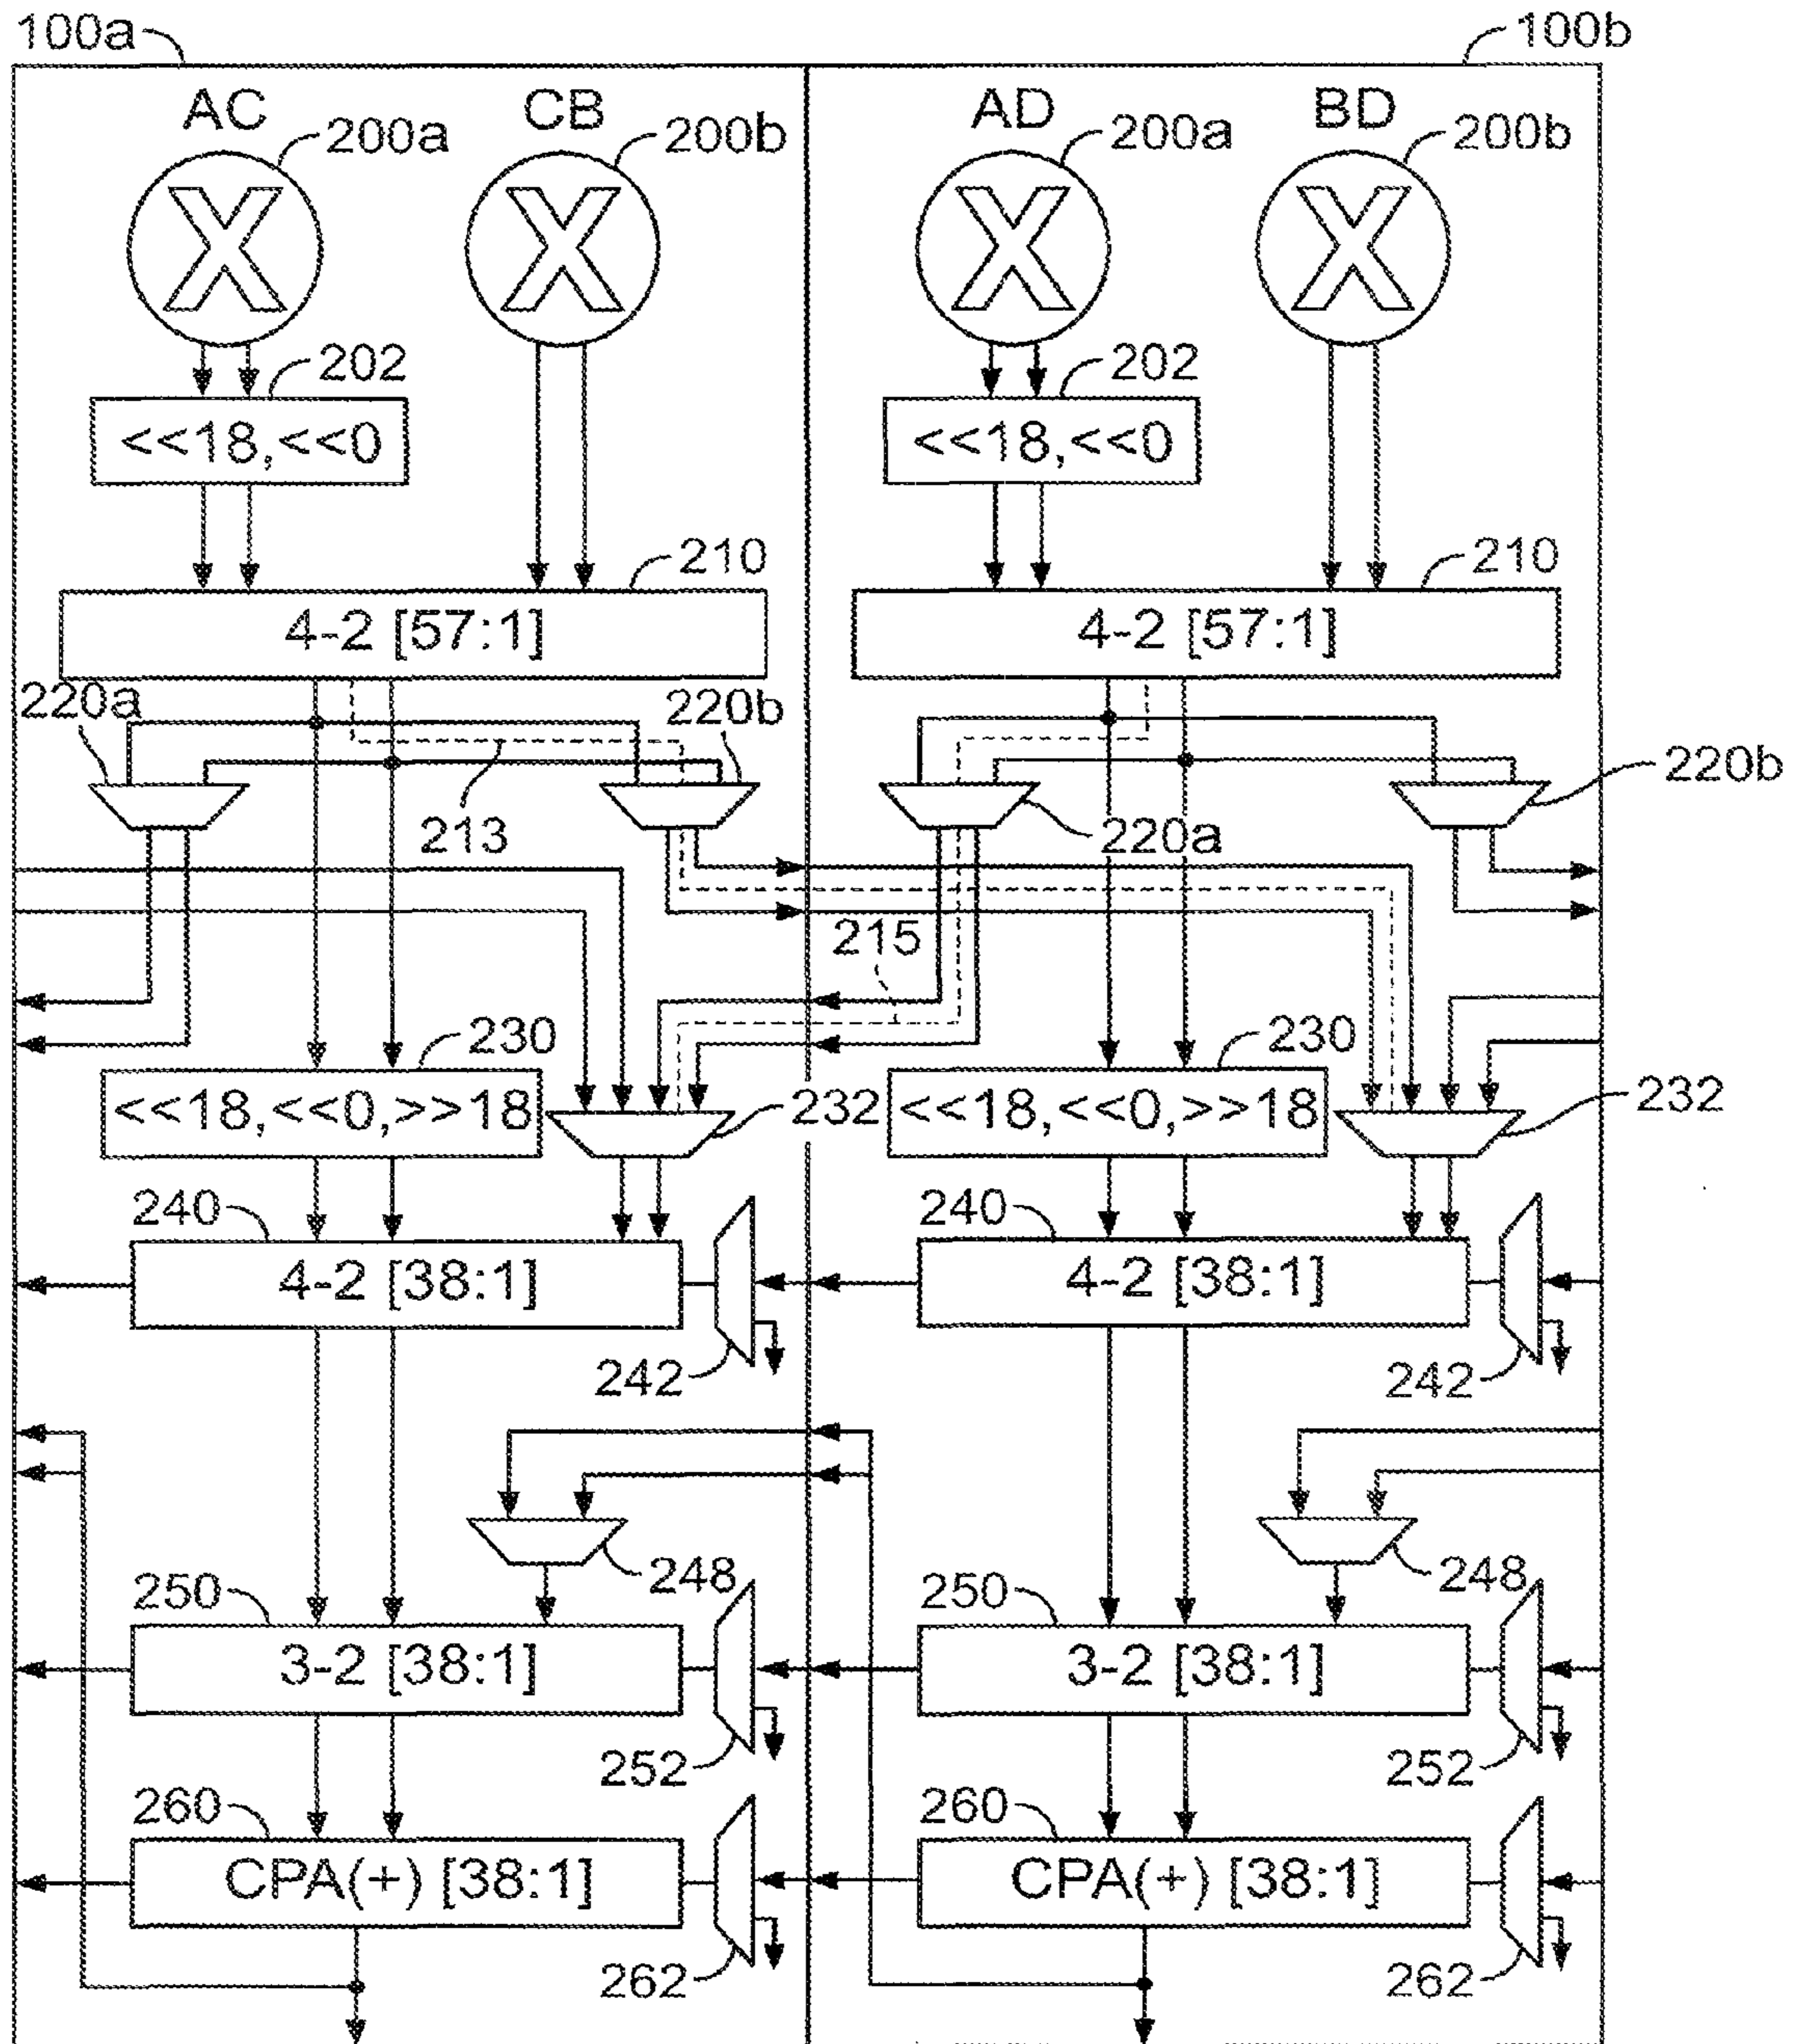 100a 100b
AC CB AD BD
200a 200b 200a 200b
X X X X
202 202
<<18,<<0 <<18,<<0
210 210
4-2 [57:1] 4-2 [57:1]
220a 220b
220b
213 220a
215
230 230
<<18,<<0,>>18 232 <<18,<<0,>>18 232
240 240
4-2 [38:1] 4-2 [38:1]
242 242
248 248
250 250
3-2 [38:1] 3-2 [38:1]
252 252
260 260
CPA(+) [38:1] CPA(+) [38:1]
262 262